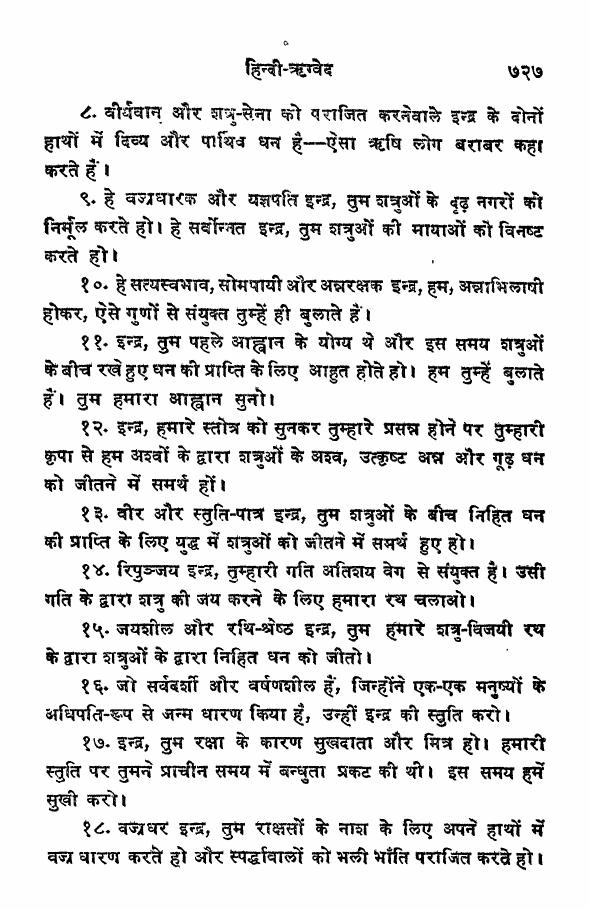 हिन्दी-ऋग्वेद ७२७
८. वीर्यवान् और शत्रु-सेना को पराजित करनेवाले इन्द्र के दोनों
हाथों में दिव्य और पार्थिव धन है—ऐसा ऋषि लोग बराबर कहा
करते हैं।
९. हे वज्रधारक और यज्ञपति इन्द्र, तुम शत्रुओं के दृढ़ नगरों को
निर्मूल करते हो। हे सर्वोन्नत इन्द्र, तुम शत्रुओं की मायाओं को विनष्ट
करते हो।
१०. हे सत्यस्वभाव, सोमपायी और अन्नरक्षक इन्द्र, हम, अन्नाभिलाषी
होकर, ऐसे गुणों से संयुक्त तुम्हें ही बुलाते हैं।
११. इन्द्र, तुम पहले आह्वान के योग्य थे और इस समय शत्रुओं
के बीच रखे हुए धन की प्राप्ति के लिए आहुत होते हो। हम तुम्हें बुलाते
हैं। तुम हमारा आह्वान सुनो।
१२. इन्द्र, हमारे स्तोत्र को सुनकर तुम्हारे प्रसन्न होने पर तुम्हारी
कृपा से हम अश्वों के द्वारा शत्रुओं के अश्व, उत्कृष्ट अन्न और गूढ़ धन
को जीतने में समर्थ हों।
१३. वीर और स्तुति-पात्र इन्द्र, तुम शत्रुओं के बीच निहित धन
की प्राप्ति के लिए युद्ध में शत्रुओं को जीतने में समर्थ हुए हो।
१४. रिपुञ्जय इन्द्र, तुम्हारी गति अतिशय वेग से संयुक्त है। उसी
गति के द्वारा शत्रु की जय करने के लिए हमारा रथ चलाओ।
१५. जयशील और रथि-श्रेष्ठ इन्द्र, तुम हमारे शत्रु-विजयी रथ
के द्वारा शत्रुओं के द्वारा निहित धन को जीतो।
१६. जो सर्वदर्शी और वर्षणशील हैं, जिन्होंने एक-एक मनुष्यों के
अधिपति-रूप से जन्म धारण किया है, उन्हीं इन्द्र की स्तुति करो।
१७. इन्द्र, तुम रक्षा के कारण सुखदाता और मित्र हो। हमारी
स्तुति पर तुमने प्राचीन समय में बन्धुता प्रकट की थी। इस समय हमें
सुखी करो।
१८. वज्रधर इन्द्र, तुम राक्षसों के नाश के लिए अपने हाथों में
वज्र धारण करते हो और स्पर्द्धावालों को भली भाँति पराजित करते हो।